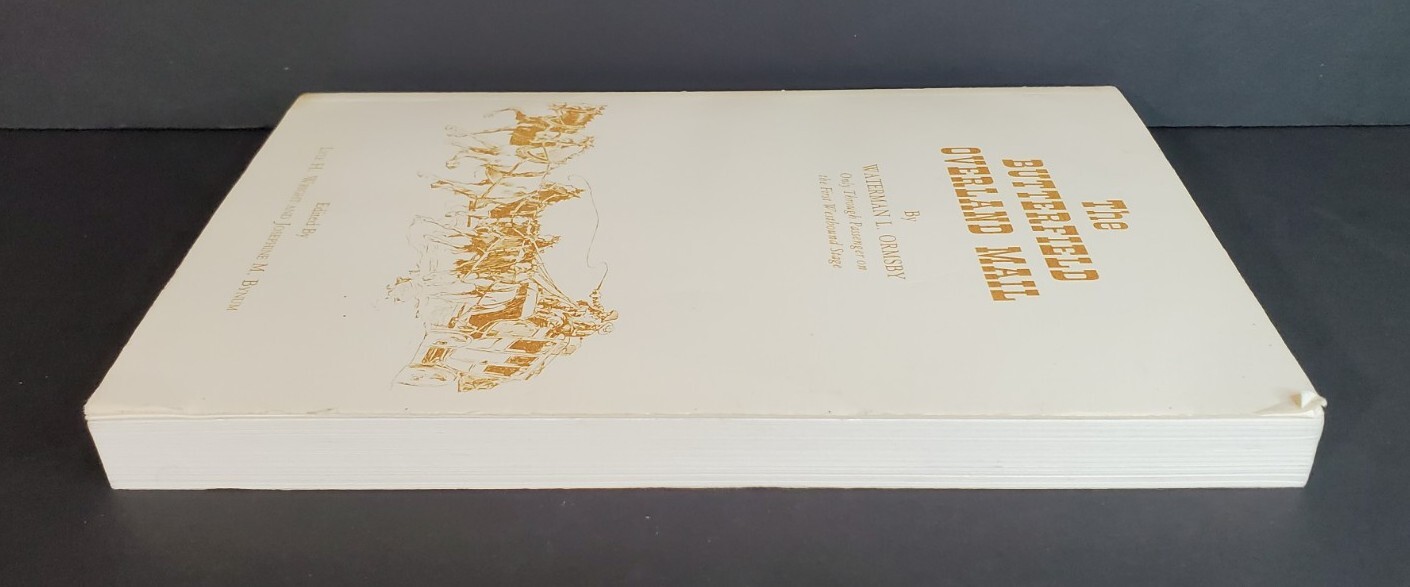 The
BUTTERFIELD
OVERLAND MAIL
By
WATERMAN L. ORMSBY
Only Through Passenger on
the First Westbound Stage
Edited By
LYLE H. WRIGHT AND JOSEPHINE M. BYNUM